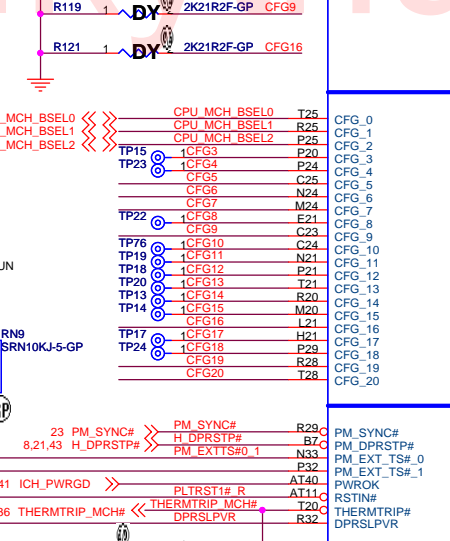 R119 1 DY 2K21R2F-GP CFG9
R121 1 DY 2K21R2F-GP CFG16
_MCH_BSEL0 CPU_MCH_BSEL0 T25 CFG_0
_MCH_BSEL1 CPU_MCH_BSEL1 R25 CFG_1
_MCH_BSEL2 CPU_MCH_BSEL2 P25 CFG_2
TP15 1 CFG3 P20 CFG_3
TP23 1 CFG4 P24 CFG_4
CFG5 C25 CFG_5
CFG6 N24 CFG_6
CFG7 M24 CFG_7
TP22 1 CFG8 E21 CFG_8
CFG9 C23 CFG_9
TP76 1 CFG10 C24 CFG_10
TP19 1 CFG11 N21 CFG_11
TP18 1 CFG12 P21 CFG_12
TP20 1 CFG13 T21 CFG_13
TP13 1 CFG14 R20 CFG_14
TP14 1 CFG15 M20 CFG_15
CFG16 L21 CFG_16
TP17 1 CFG17 H21 CFG_17
TP24 1 CFG18 P29 CFG_18
CFG19 R28 CFG_19
CFG20 T28 CFG_20
UN
RN9
SRN10KJ-5-GP
23 PM_SYNC# PM_SYNC# R29 PM_SYNC#
8,21,43 H_DPRSTP# H_DPRSTP# B7 PM_DPRSTP#
PM_EXTTS#0_1 N33 PM_EXT_TS#_0
P32 PM_EXT_TS#_1
41 ICH_PWRGD AT40 PWROK
PLTRST1#_R AT11 RSTIN#
36 THERMTRIP_MCH# THERMTRIP_MCH# T20 THERMTRIP#
DPRSLPVR R32 DPRSLPVR